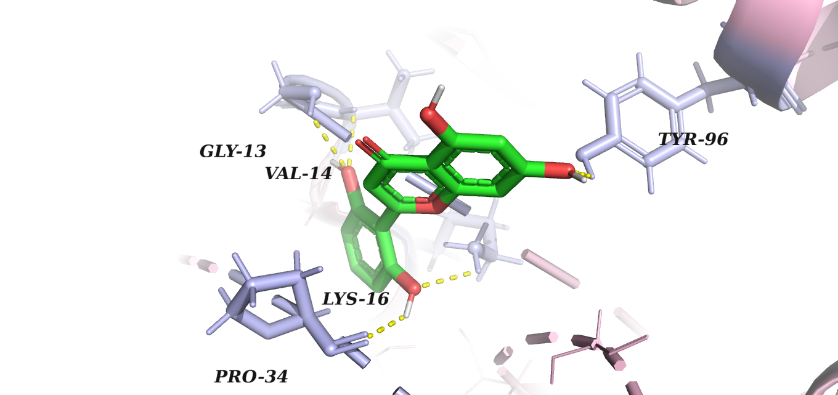 TYR-96
GLY-13
VAL-14
LYS-16
PRO-34